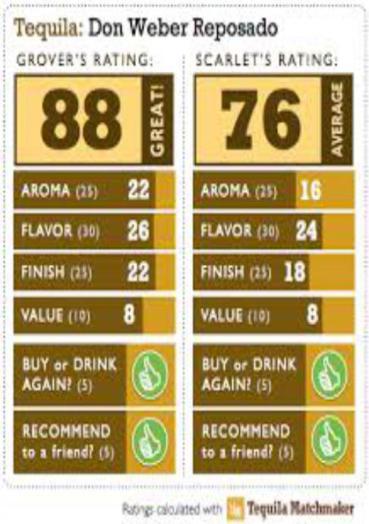 Tequila: Don Weber Reposado
GROVER'S RATING:
88
GREAT!
AROMA (25) 22
FLAVOR (30) 26
FINISH (25) 22
VALUE (10) 8
BUY or DRINK
AGAIN? (5)
RECOMMEND
to a friend? (5)
SCARLET'S RATING:
76
AVERAGE
AROMA (25) 16
FLAVOR (30) 24
FINISH (25) 18
VALUE (10) 8
BUY or DRINK
AGAIN? (5)
RECOMMEND
to a friend? (5)
Ratings calculated with Tequila Matchmaker